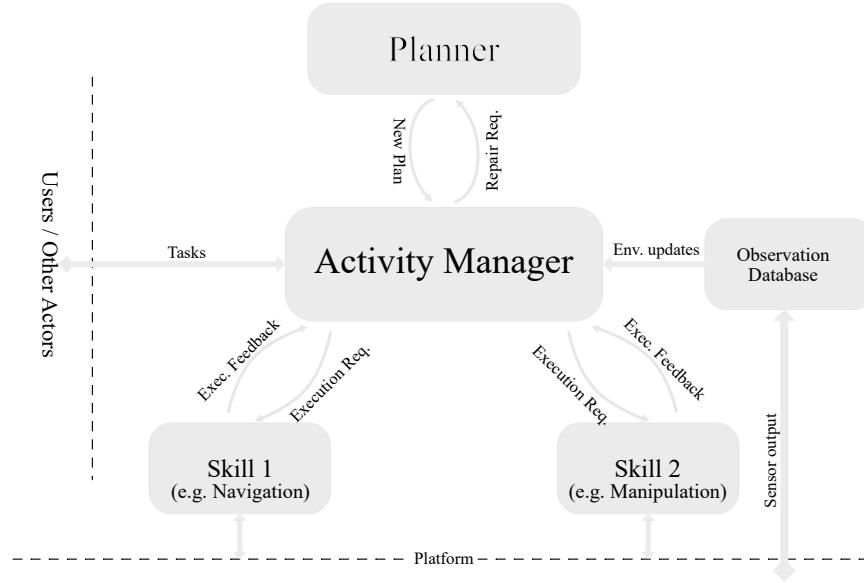 Planner
New Plan
Repair Req.
Users / Other Actors
Tasks
Activity Manager
Env. updates
Observation
Database
Exec. Feedback
Execution Req.
Execution Req.
Exec. Feedback
Skill 1
(e.g. Navigation)
Skill 2
(e.g. Manipulation)
Sensor output
Platform